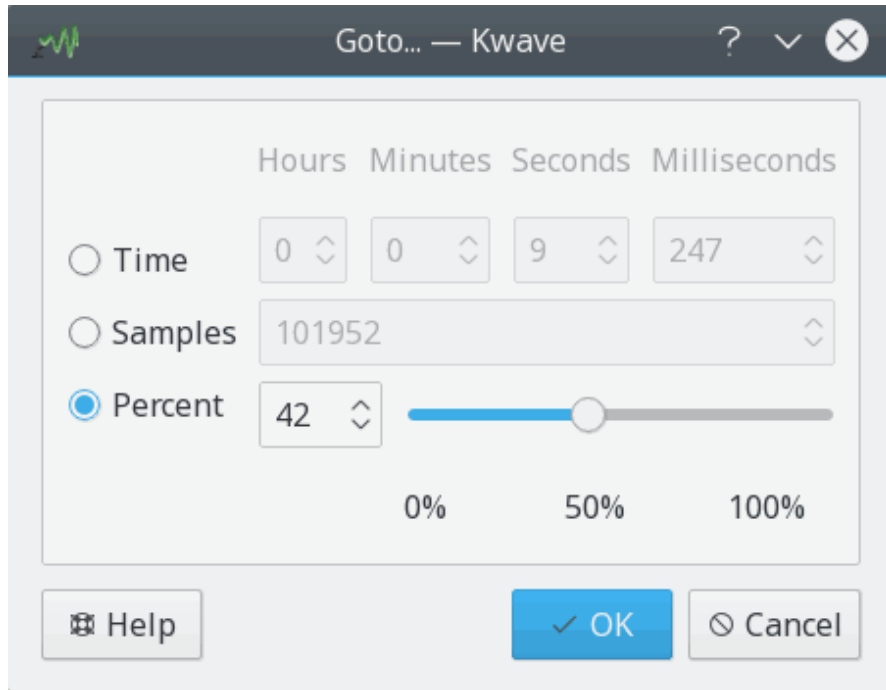 Goto... — Kwave
Hours Minutes Seconds Milliseconds
Time 0 0 9 247
Samples 101952
Percent 42
0% 50% 100%
Help OK Cancel